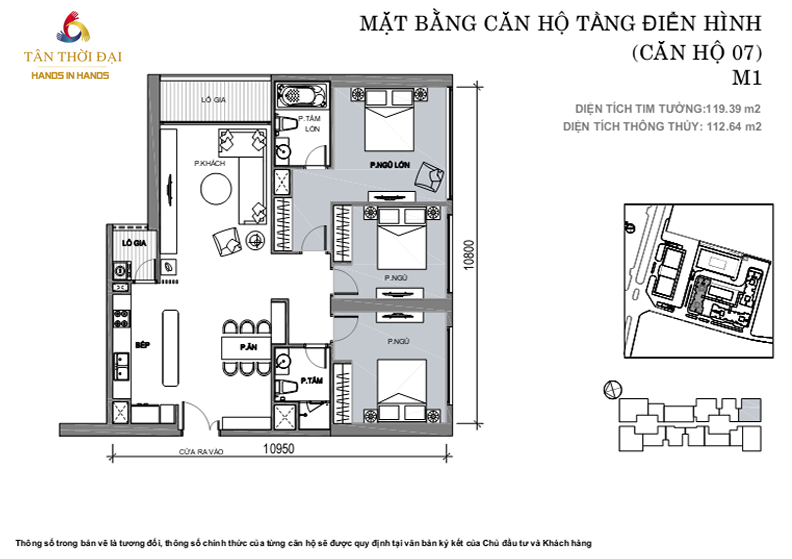 MẶT BẰNG CĂN HỘ TẦNG ĐIỂN HÌNH
(CĂN HỘ 07)
M1
TÂN THỜI ĐẠI
HANDS IN HANDS
DIỆN TÍCH TIM TƯỜNG:119.39 m2
DIỆN TÍCH THÔNG THỦY: 112.64 m2
LÔ GIA
P.TẮM
LỚN
P.KHÁCH
P.NGỦ LỚN
LÔ GIA
10800
P.NGỦ
BẾP
P.ĂN
P.NGỦ
P.TẮM
CỬA RA VÀO
10950
Thông số trong bản vẽ là tương đối, thông số chính thức của từng căn hộ sẽ được quy định tại văn bản ký kết của Chủ đầu tư và Khách hàng